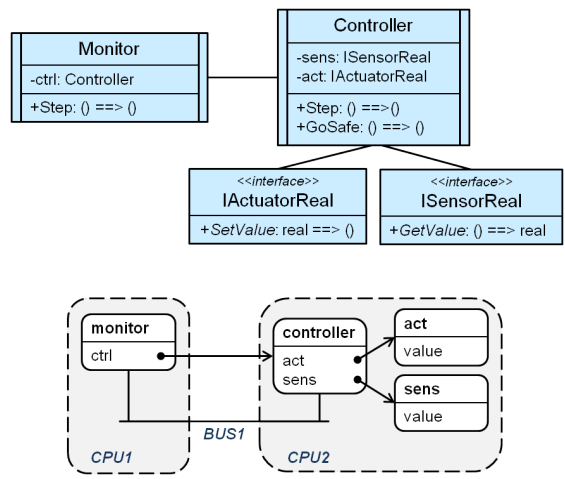 Monitor
-ctrl: Controller
+Step: () ==> ()
Controller
-sens: ISensorReal
-act: IActuatorReal
+Step: () ==>()
+GoSafe: () ==> ()
<<interface>>
IActuatorReal
+SetValue: real ==> ()
<<interface>>
ISensorReal
+GetValue: () ==> real
monitor
ctrl
controller
act
sens
act
value
sens
value
BUS1
CPU1
CPU2